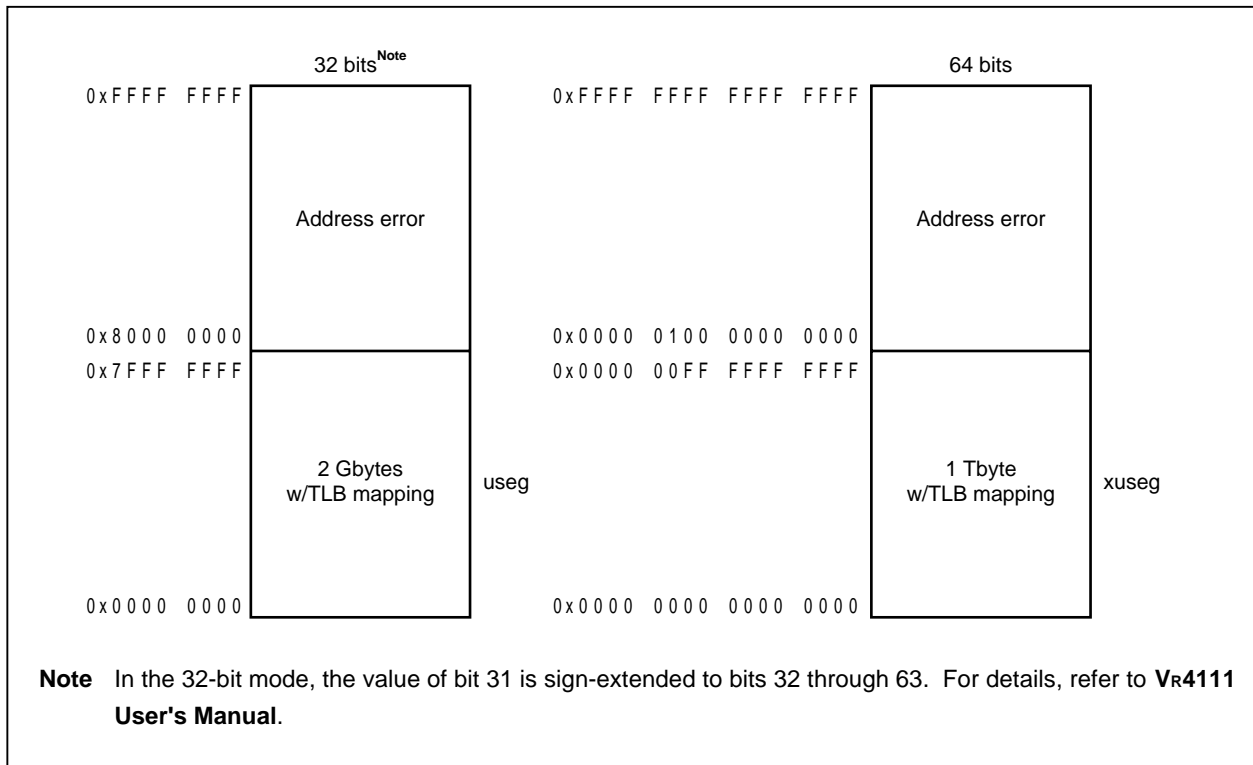 32 bitsNote
0xFFFF FFFF
Address error
0x8000 0000
0x7FFF FFFF
2 Gbytes
w/TLB mapping
useg
0x0000 0000
64 bits
0xFFFF FFFF FFFF FFFF
Address error
0x0000 0100 0000 0000
0x0000 00FF FFFF FFFF
1 Tbyte
w/TLB mapping
xuseg
0x0000 0000 0000 0000
Note In the 32-bit mode, the value of bit 31 is sign-extended to bits 32 through 63. For details, refer to VR4111
User's Manual.